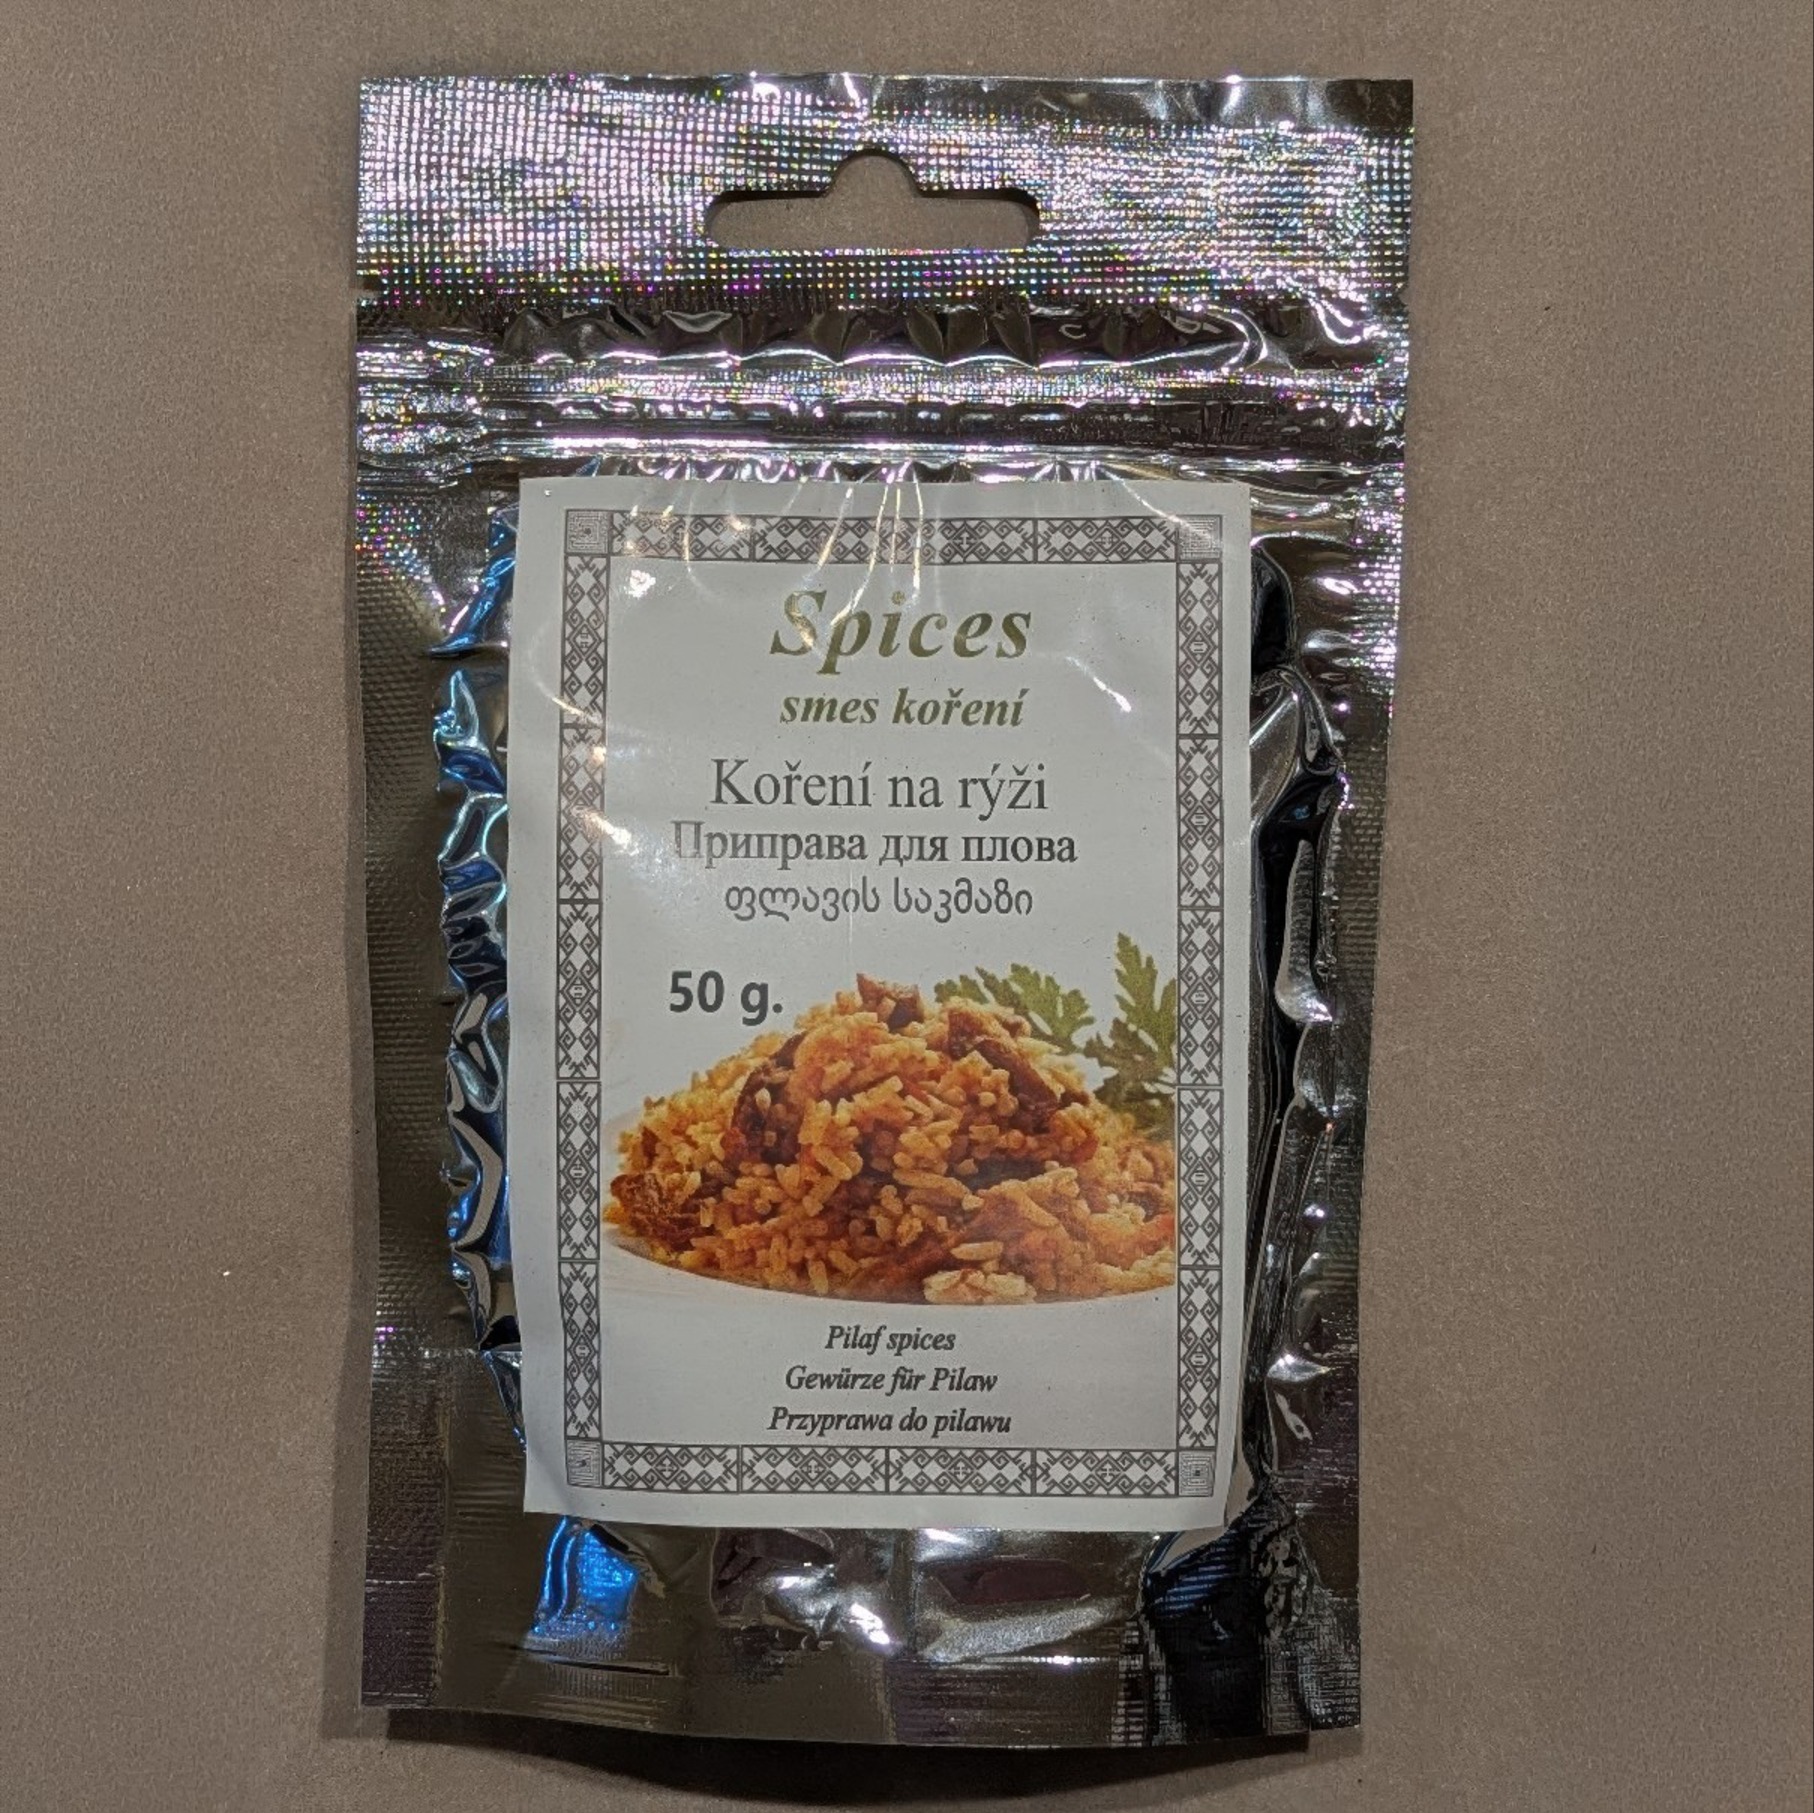 Spices
smes koření
Koření na rýži
Приправа для плова
ფლავის საკმაზი
50 g.
Pilaf spices
Gewürze für Pilaw
Przyprawa do pilawu